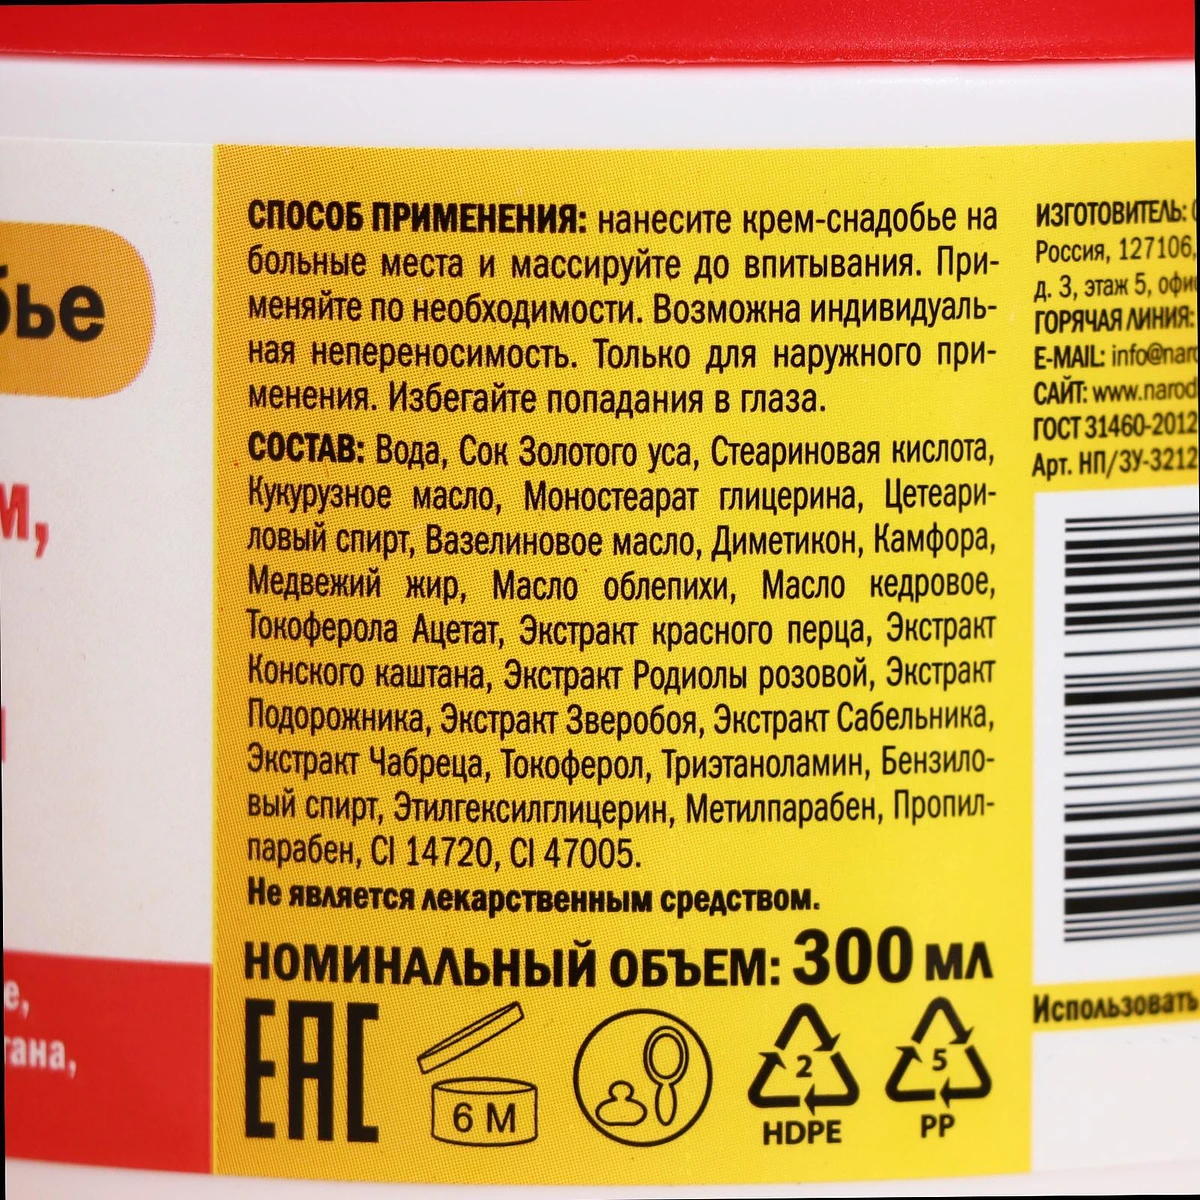 СПОСОБ ПРИМЕНЕНИЯ: нанесите крем-снадобье на
больные места и массируйте до впитывания. При-
меняйте по необходимости. Возможна индивидуаль-
ная непереносимость. Только для наружного при-
менения. Избегайте попадания в глаза.
СОСТАВ: Вода, Сок Золотого уса, Стеариновая кислота,
Кукурузное масло, Моностеарат глицерина, Цетеари-
ловый спирт, Вазелиновое масло, Диметикон, Камфора,
Медвежий жир, Масло облепихи, Масло кедровое,
Токоферола Ацетат, Экстракт красного перца, Экстракт
Конского каштана, Экстракт Родиолы розовой, Экстракт
Подорожника, Экстракт Зверобоя, Экстракт Сабельника,
Экстракт Чабреца, Токоферол, Триэтаноламин, Бензило-
вый спирт, Этилгексилглицерин, Метилпарабен, Пропил-
парабен, CI 14720, CI 47005.
Не является лекарственным средством.
НОМИНАЛЬНЫЙ ОБЪЕМ: 300 мл
EAC
6 M
2
HDPE
5
PP
ИЗГОТОВИТЕЛЬ:
Россия, 127106,
д. 3, этаж 5,
ГОРЯЧАЯ ЛИНИЯ:
E-MAIL: info@nar
САЙТ: www.narod
ГОСТ 31460-2012
Арт. НП/ЗУ-3212
Использовать
бье
м,
е,
гана,